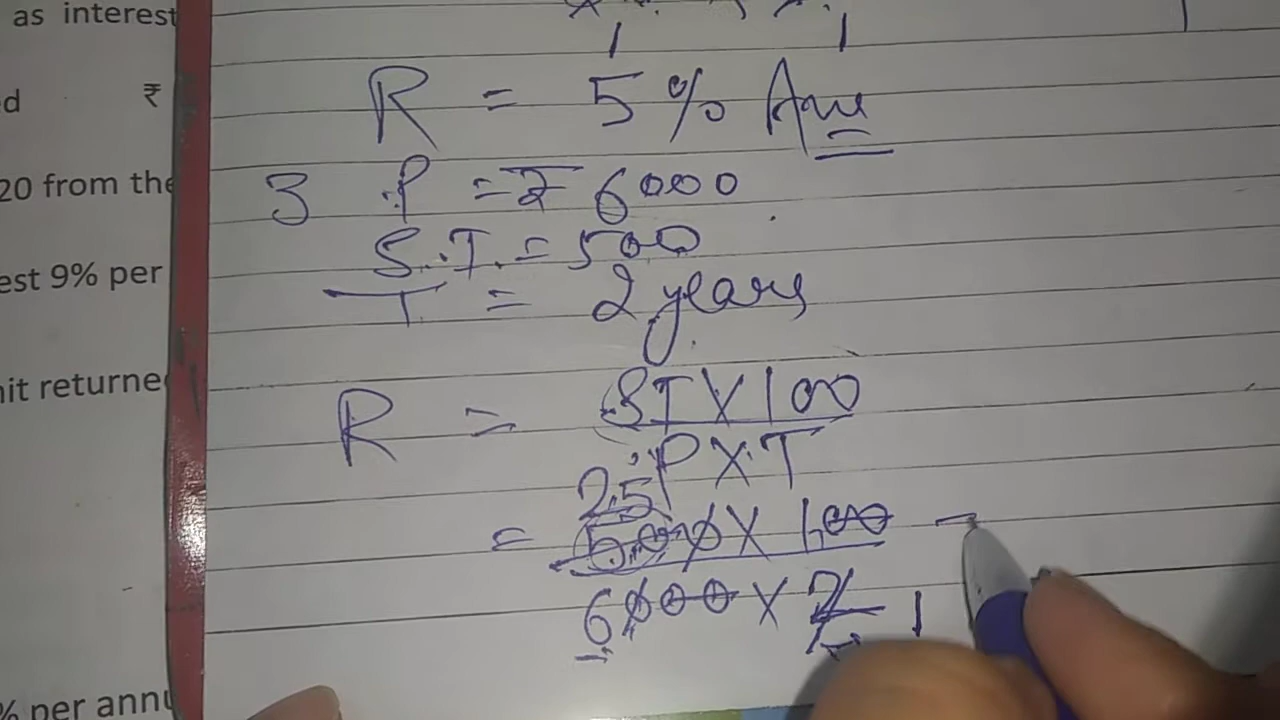 as interest
d ₹
R = 5% Ans
20 from the
3 P = ₹ 6000
S.I. = 500
est 9% per
T = 2 years
nit returne
R = SI X 100
P X T
25
= 500 X 100 =
6000 X 2 1
% per annu